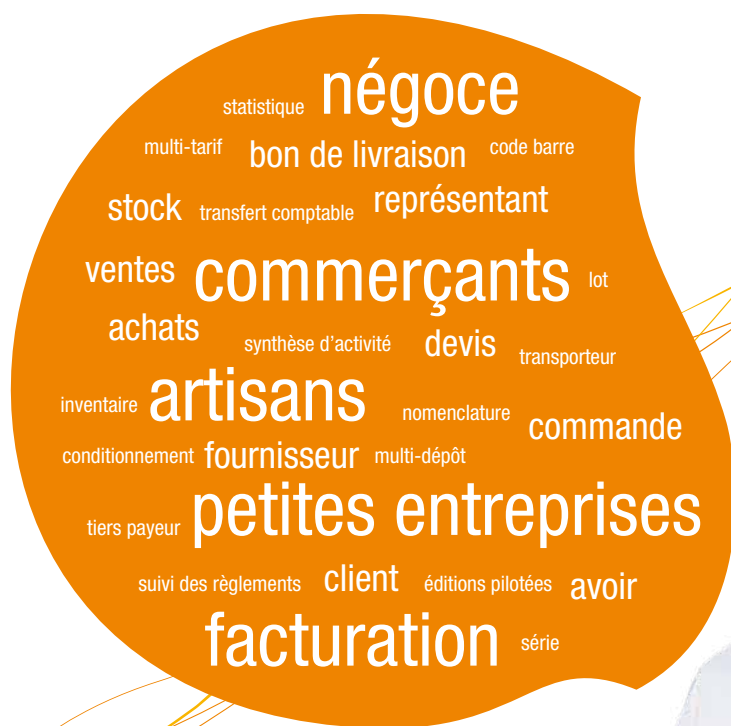 statistique négoce
multi-tarif bon de livraison code barre
stock transfert comptable représentant
ventes commerçants lot
achats synthèse d'activité devis transporteur
inventaire artisans nomenclature commande
conditionnement fournisseur multi-dépôt
tiers payeur petites entreprises
suivi des règlements client éditions pilotées avoir
facturation série